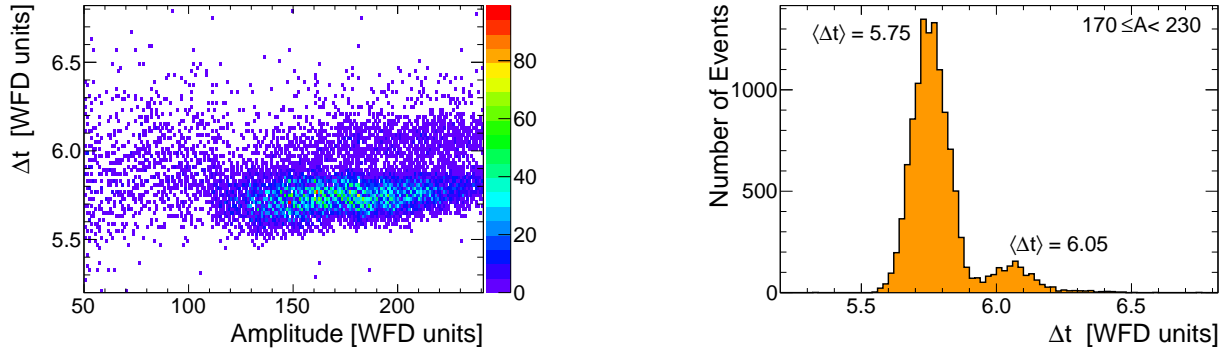 Δt [WFD units]
6.5
6.0
5.5
50
100
150
200
Amplitude [WFD units]
80
60
40
20
0
Number of Events
1000
500
0
⟨Δt⟩ = 5.75
170 ≤A< 230
⟨Δt⟩ = 6.05
5.5
6.0
6.5
Δt [WFD units]